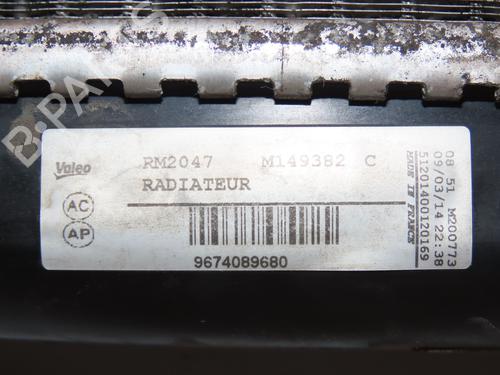 B-PARTS
Valeo
RM2047 M149382 C
RADIATEUR
AC
AP
9674089680
08 51 M200773
09/03/14 22:38
51201400120169
MADE IN FRANCE